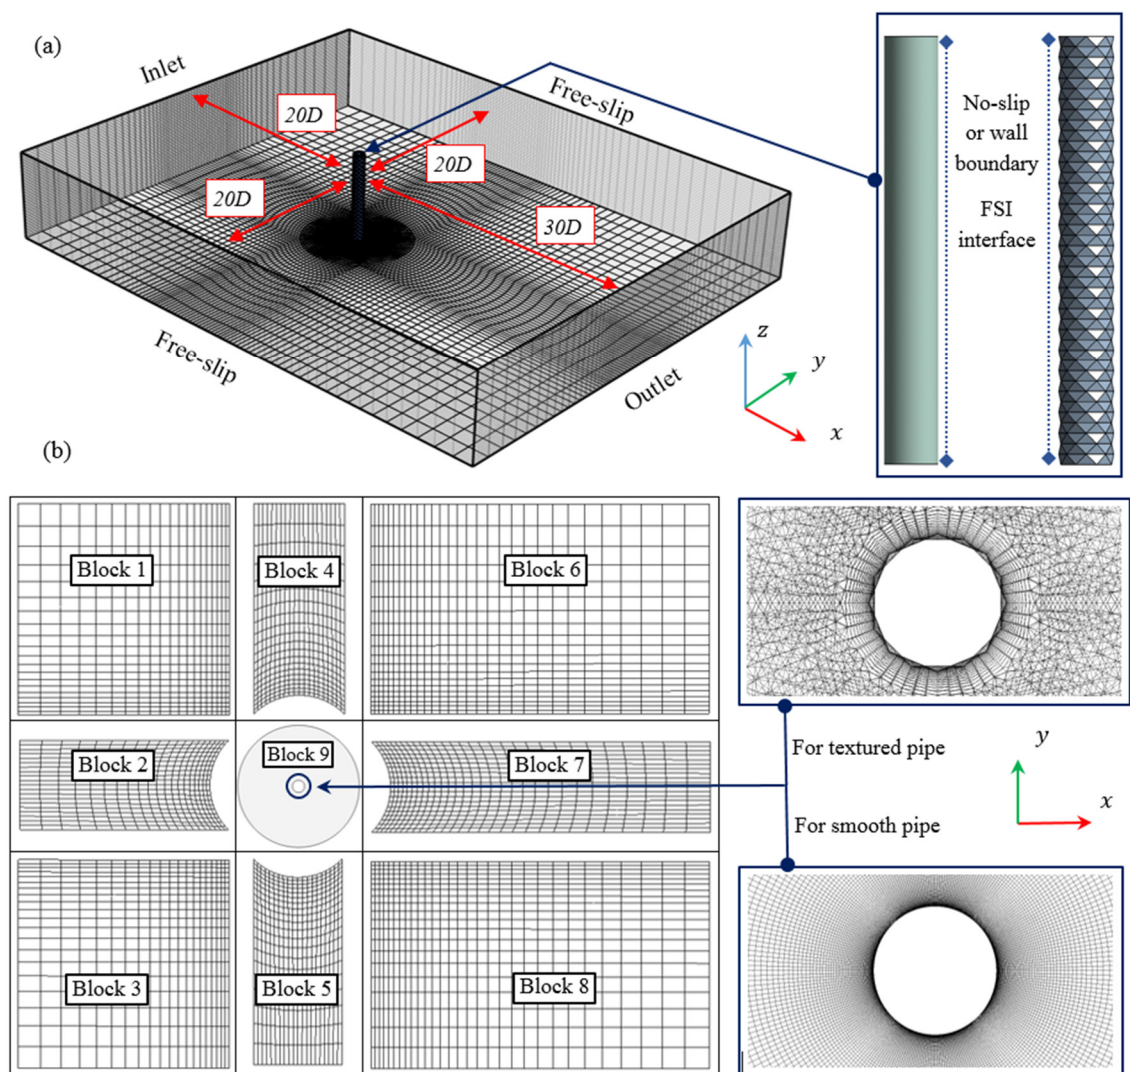 (a)
Inlet
Free-slip
20D
20D
20D
30D
Free-slip
Outlet
z
y
x
No-slip
or wall
boundary
FSI
interface
(b)
Block 1
Block 4
Block 6
Block 2
Block 9
Block 7
Block 3
Block 5
Block 8
For textured pipe
For smooth pipe
y
x